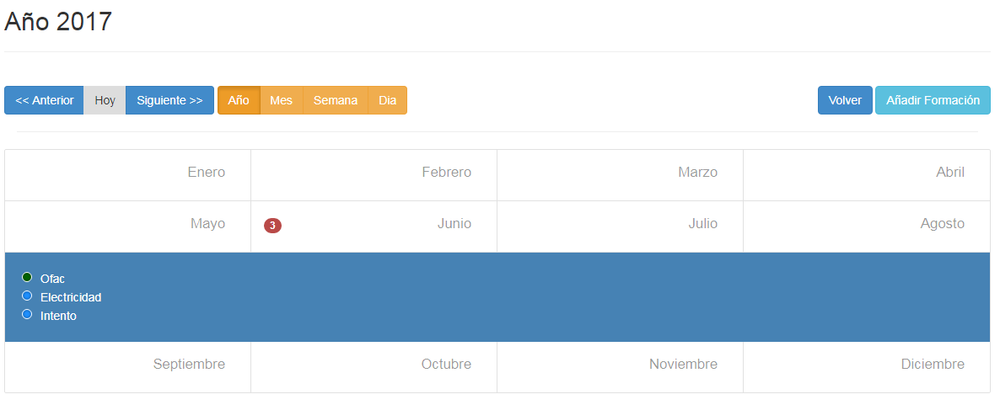 Año 2017
<< Anterior Hoy Siguiente >> Año Mes Semana Dia Volver Añadir Formación
Enero Febrero Marzo Abril
Mayo 3 Junio Julio Agosto
Ofac
Electricidad
Intento
Septiembre Octubre Noviembre Diciembre